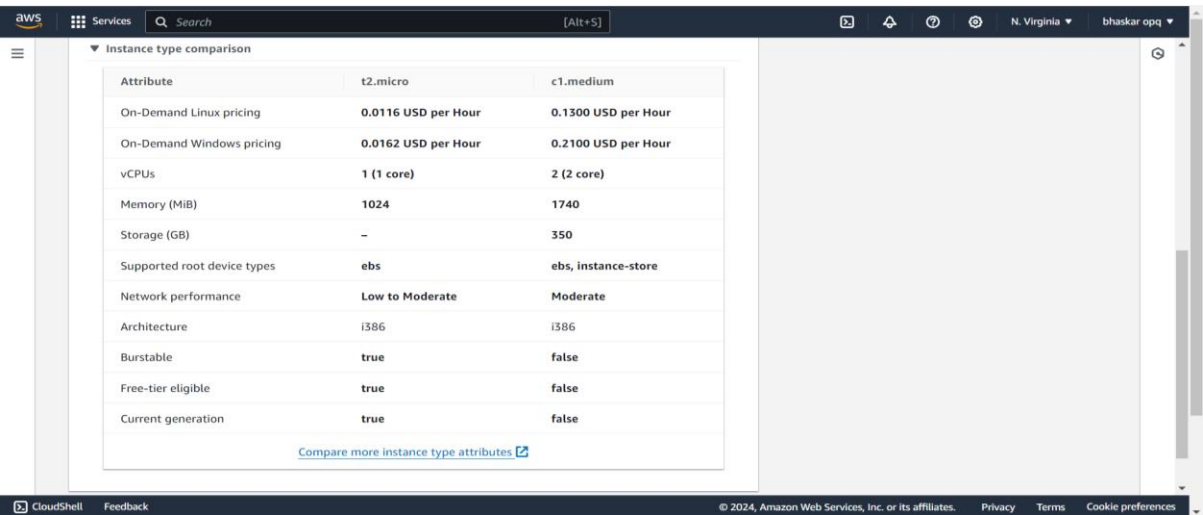 aws Services Search [Alt+S] N. Virginia ▼ bhaskar opq ▼
▼ Instance type comparison
Attribute t2.micro c1.medium
On-Demand Linux pricing 0.0116 USD per Hour 0.1300 USD per Hour
On-Demand Windows pricing 0.0162 USD per Hour 0.2100 USD per Hour
vCPUs 1 (1 core) 2 (2 core)
Memory (MiB) 1024 1740
Storage (GB) – 350
Supported root device types ebs ebs, instance-store
Network performance Low to Moderate Moderate
Architecture i386 i386
Burstable true false
Free-tier eligible true false
Current generation true false
Compare more instance type attributes
CloudShell Feedback © 2024, Amazon Web Services, Inc. or its affiliates. Privacy Terms Cookie preferences